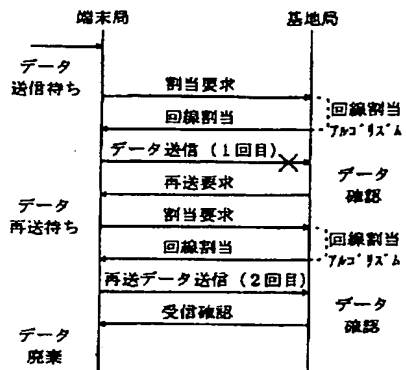 端末局 基地局
データ
送信待ち
割当要求
回線割当
回線割当
アルゴリズム
データ送信(1回目)
データ
確認
再送要求
データ
再送待ち
割当要求
回線割当
回線割当
アルゴリズム
再送データ送信(2回目)
データ
確認
受信確認
データ
廃棄